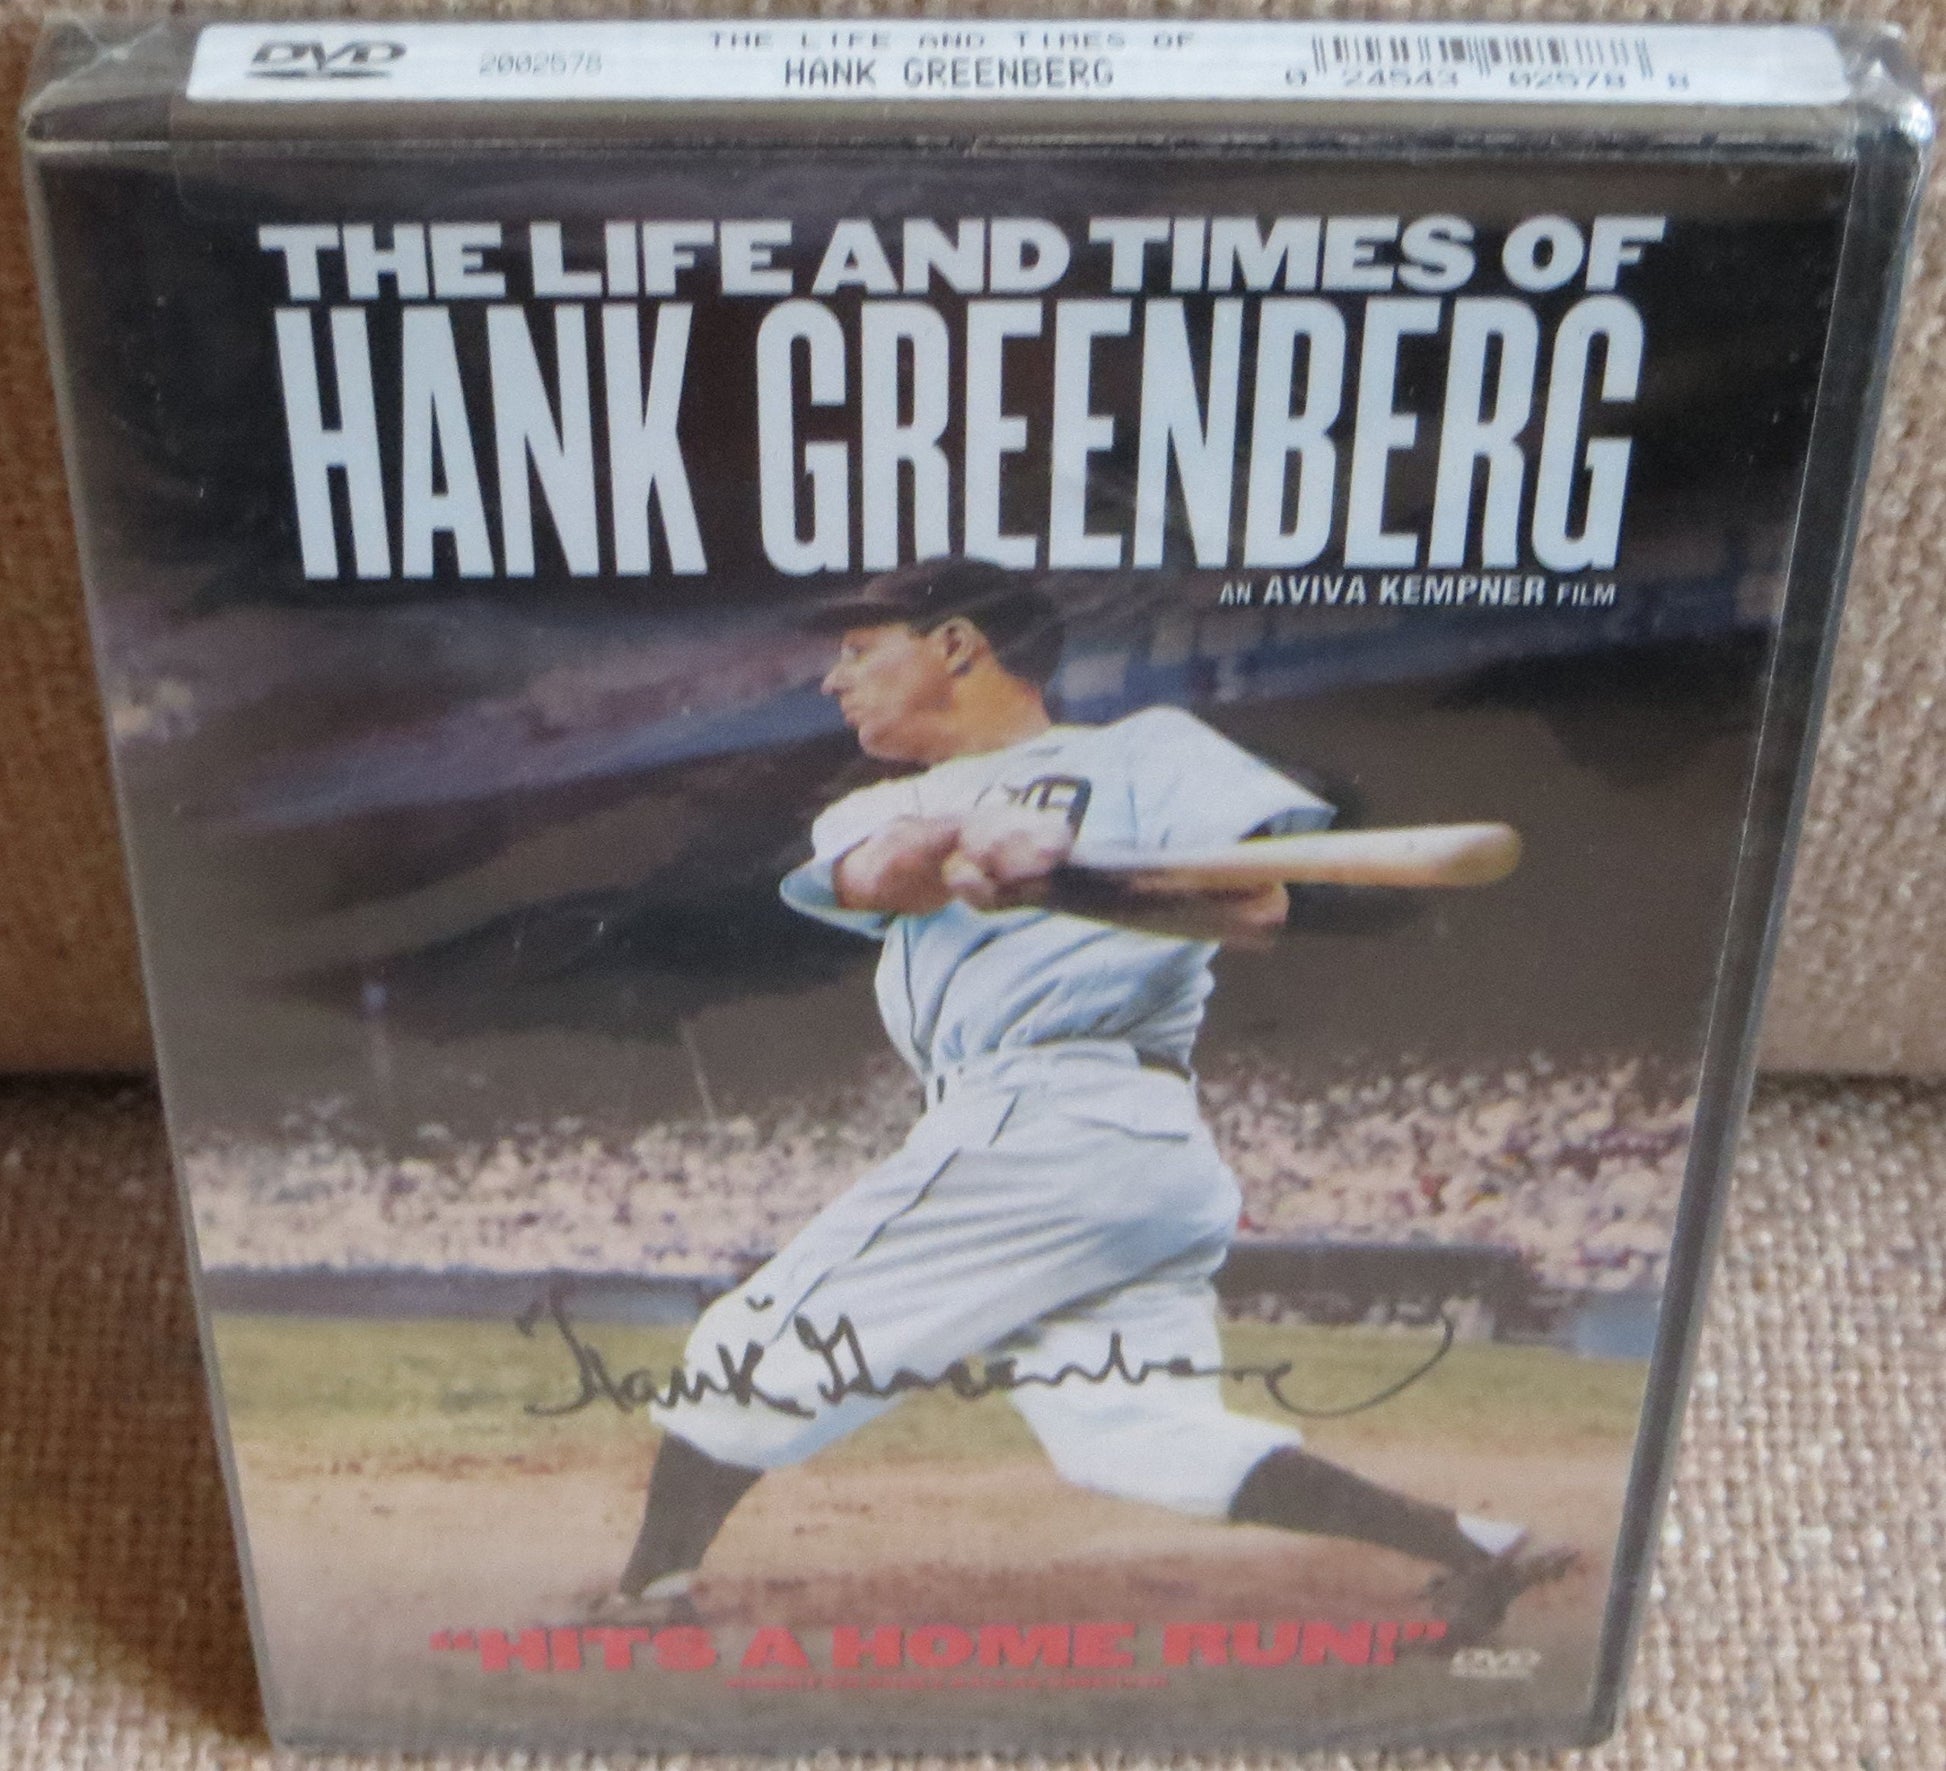 DVD 2002578 THE LIFE AND TIMES OF
HANK GREENBERG
0 24543 02578 8
THE LIFE AND TIMES OF
HANK GREENBERG
AN AVIVA KEMPNER FILM
Hank Greenberg
"HITS A HOME RUN!"
DVD